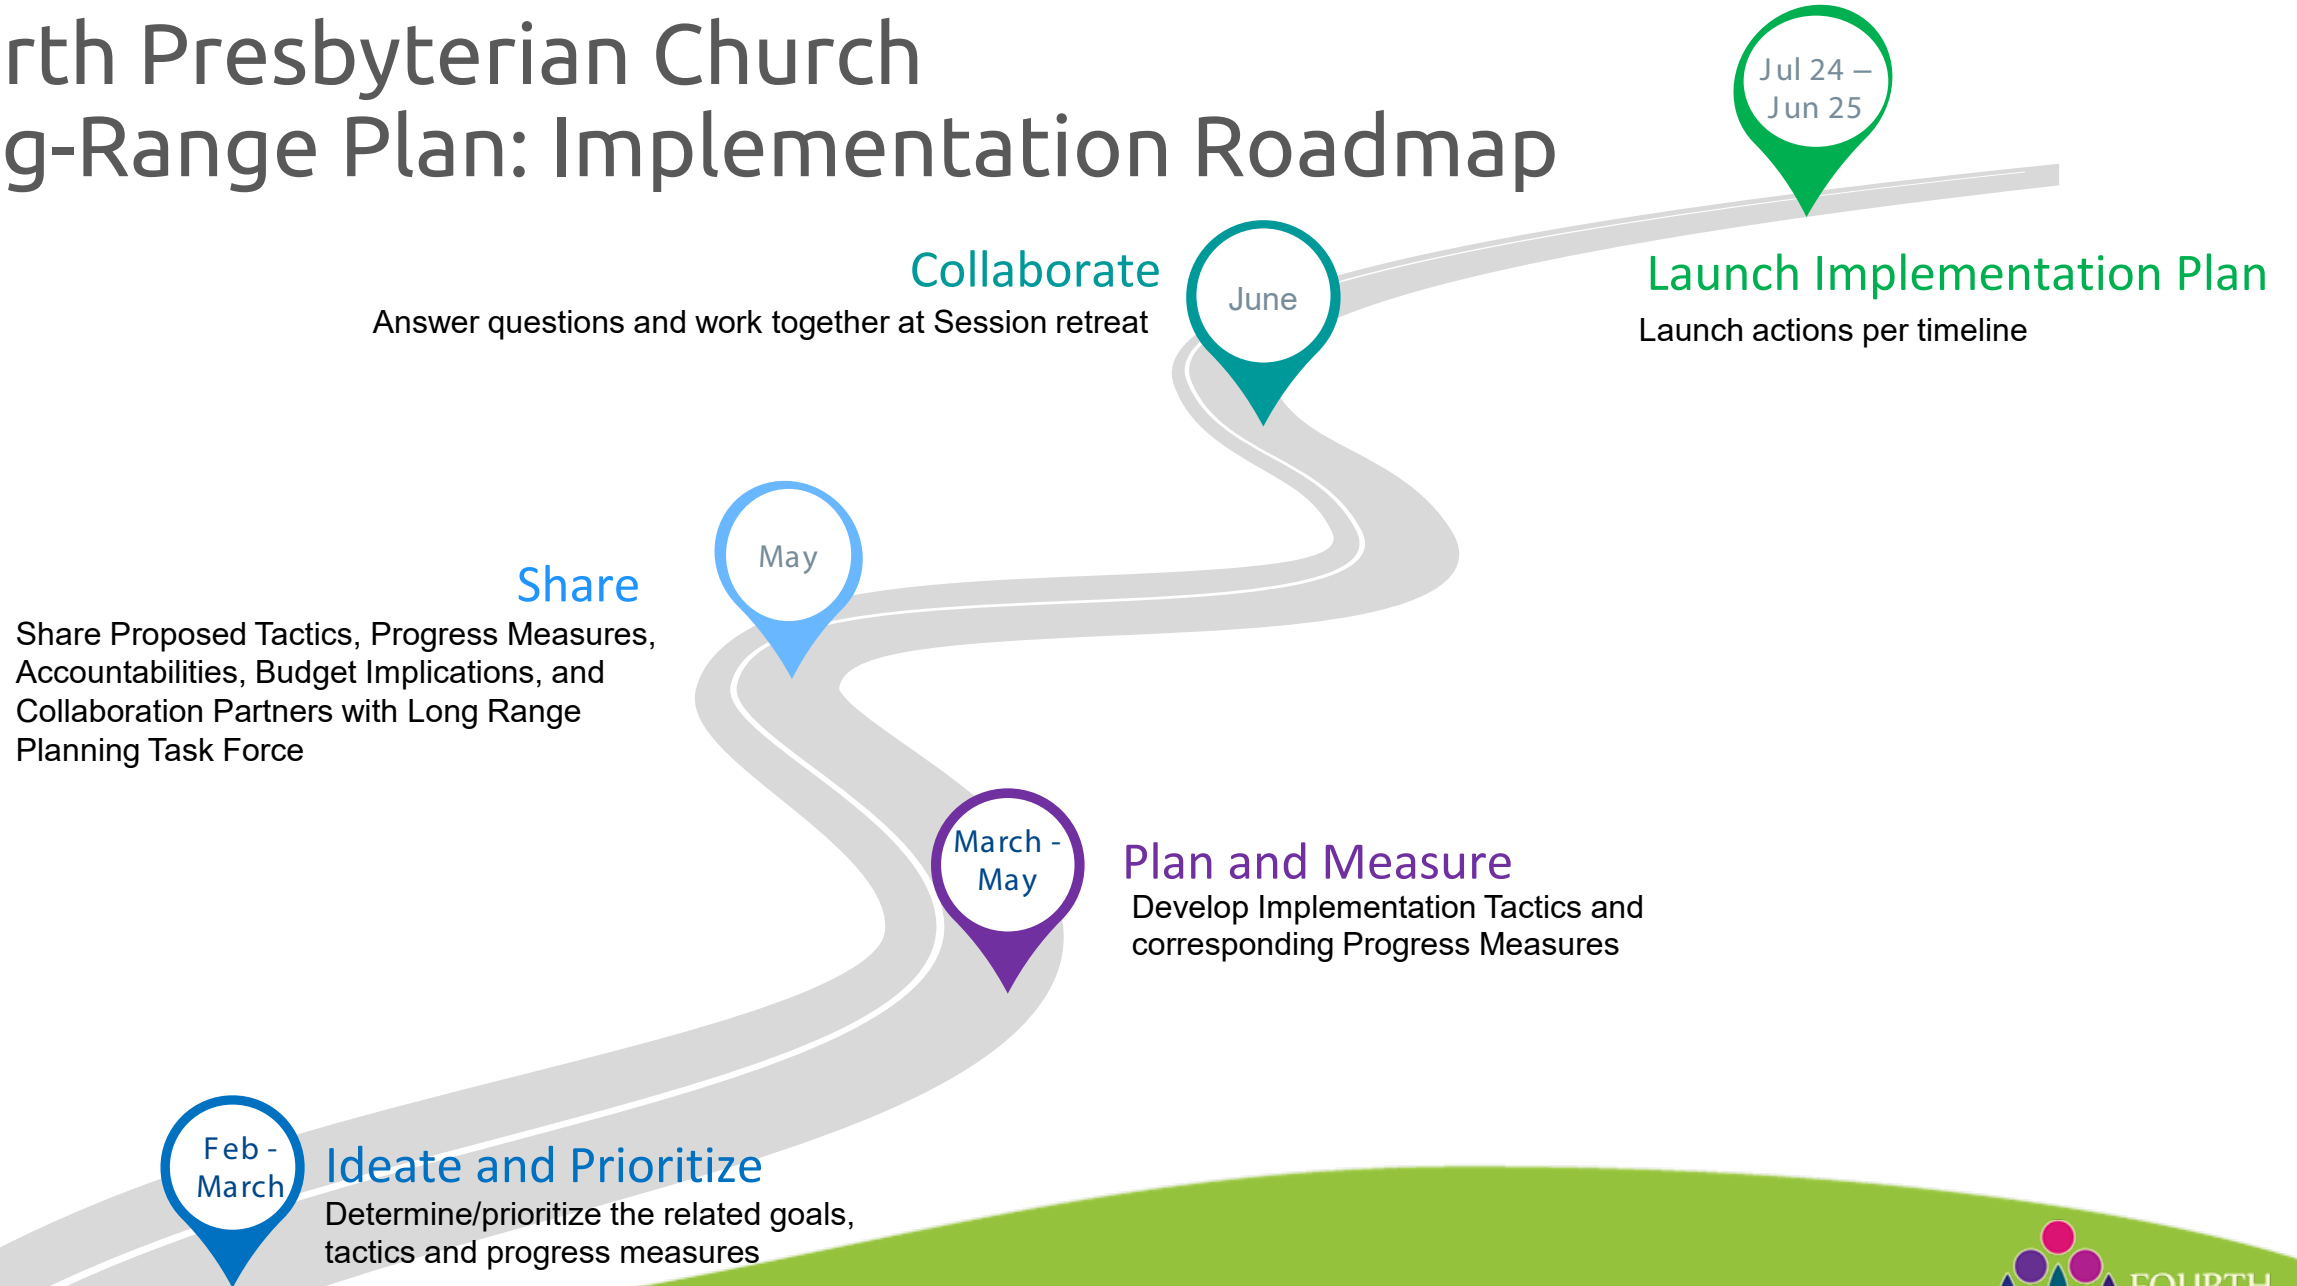 rth Presbyterian Church
g-Range Plan: Implementation Roadmap
Jul 24 –
Jun 25
Launch Implementation Plan
Launch actions per timeline
Collaborate
Answer questions and work together at Session retreat
June
May
Share
Share Proposed Tactics, Progress Measures,
Accountabilities, Budget Implications, and
Collaboration Partners with Long Range
Planning Task Force
March -
May
Plan and Measure
Develop Implementation Tactics and
corresponding Progress Measures
Feb -
March
Ideate and Prioritize
Determine/prioritize the related goals,
tactics and progress measures
FOURTH